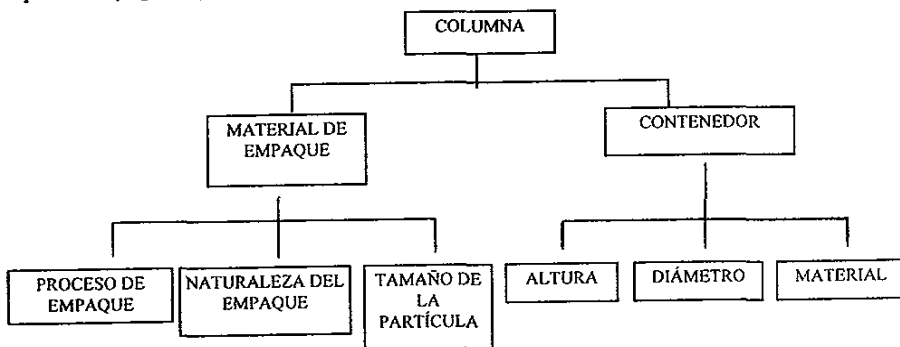 COLUMNA
MATERIAL DE
EMPAQUE
CONTENEDOR
PROCESO DE
EMPAQUE
NATURALEZA DEL
EMPAQUE
TAMAÑO DE
LA
PARTÍCULA
ALTURA
DIÁMETRO
MATERIAL